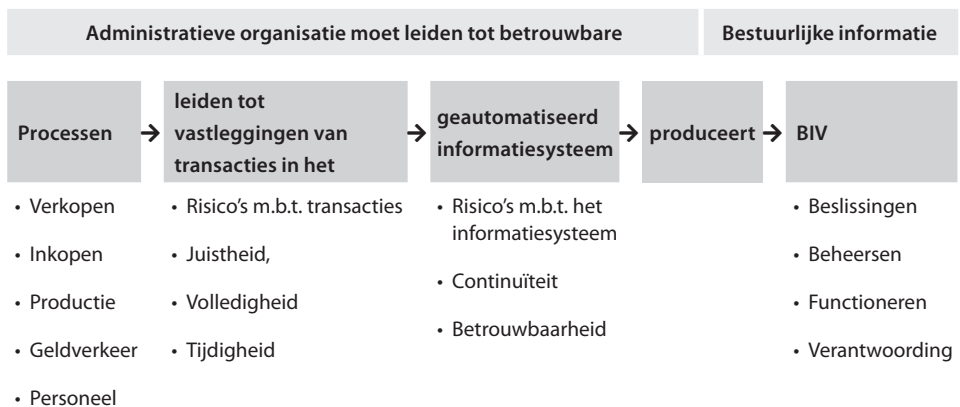 Administratieve organisatie moet leiden tot betrouwbare
Bestuurlijke informatie
Processen
leiden tot
vastleggingen van
transacties in het
geautomatiseerd
informatiesysteem
produceert
BIV
• Verkopen
• Inkopen
• Productie
• Geldverkeer
• Personeel
• Risico's m.b.t. transacties
• Juistheid,
• Volledigheid
• Tijdigheid
• Risico's m.b.t. het
informatiesysteem
• Continuïteit
• Betrouwbaarheid
• Beslissingen
• Beheersen
• Functioneren
• Verantwoording